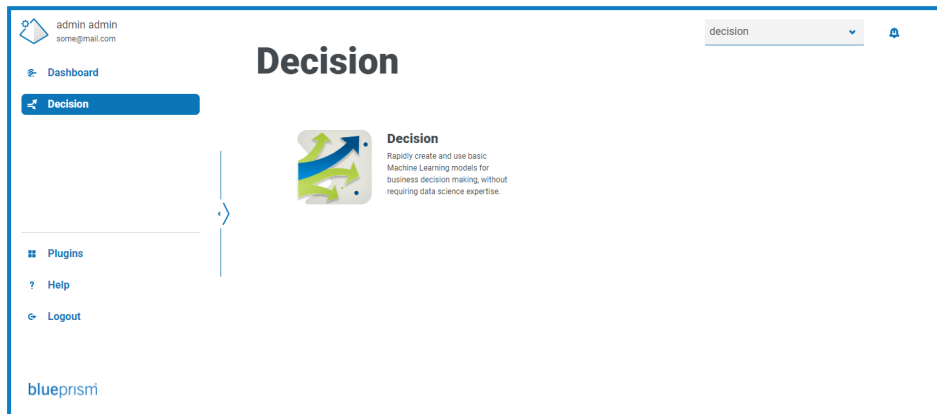 admin admin
some@mail.com
decision
Decision
Dashboard
Decision
Decision
Rapidly create and use basic
Machine Learning models for
business decision making, without
requiring data science expertise.
Plugins
? Help
Logout
blueprism